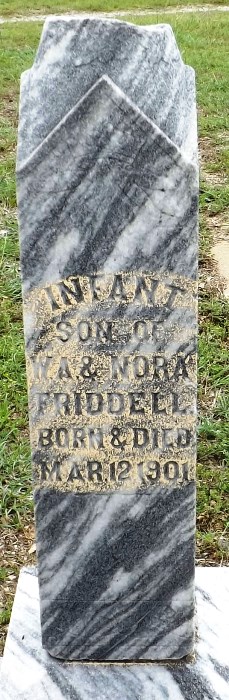 INFANT
SON OF
W.A & NORA
FRIDDELL
BORN & DIED
MAR.12 1901